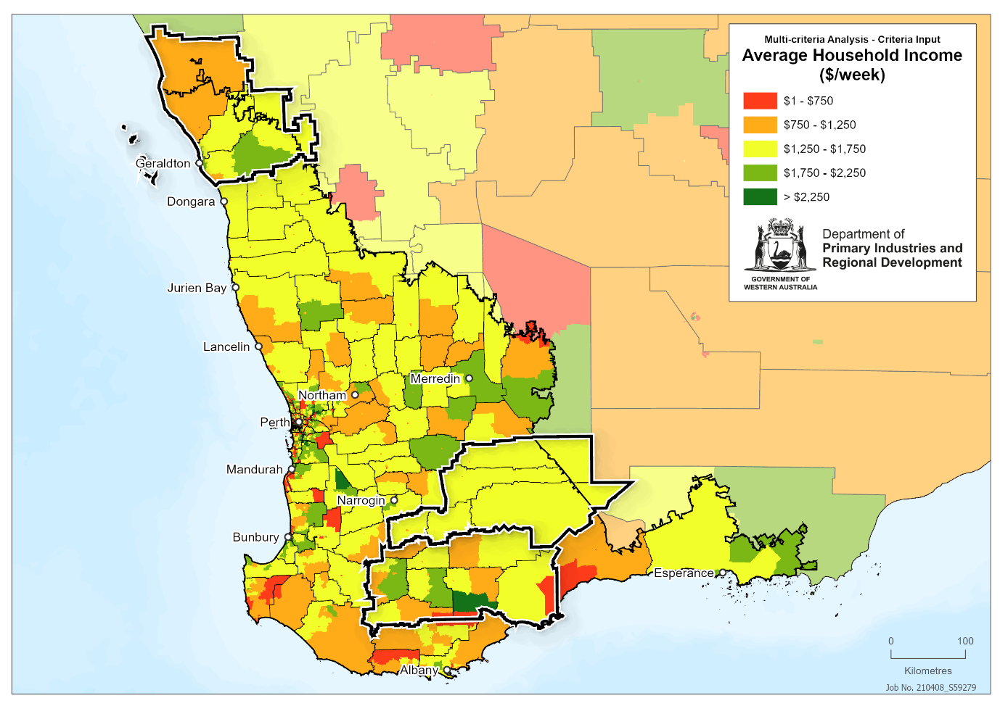 Multi-criteria Analysis - Criteria Input
Average Household Income
($/week)
$1 - $750
$750 - $1,250
$1,250 - $1,750
$1,750 - $2,250
> $2,250
Department of
Primary Industries and
Regional Development
GOVERNMENT OF
WESTERN AUSTRALIA
Geraldton
Dongara
Jurien Bay
Lancelin
Merredin
Northam
Perth
Mandurah
Narrogin
Bunbury
Esperance
Albany
0 100
Kilometres
Job No. 210408_S59279